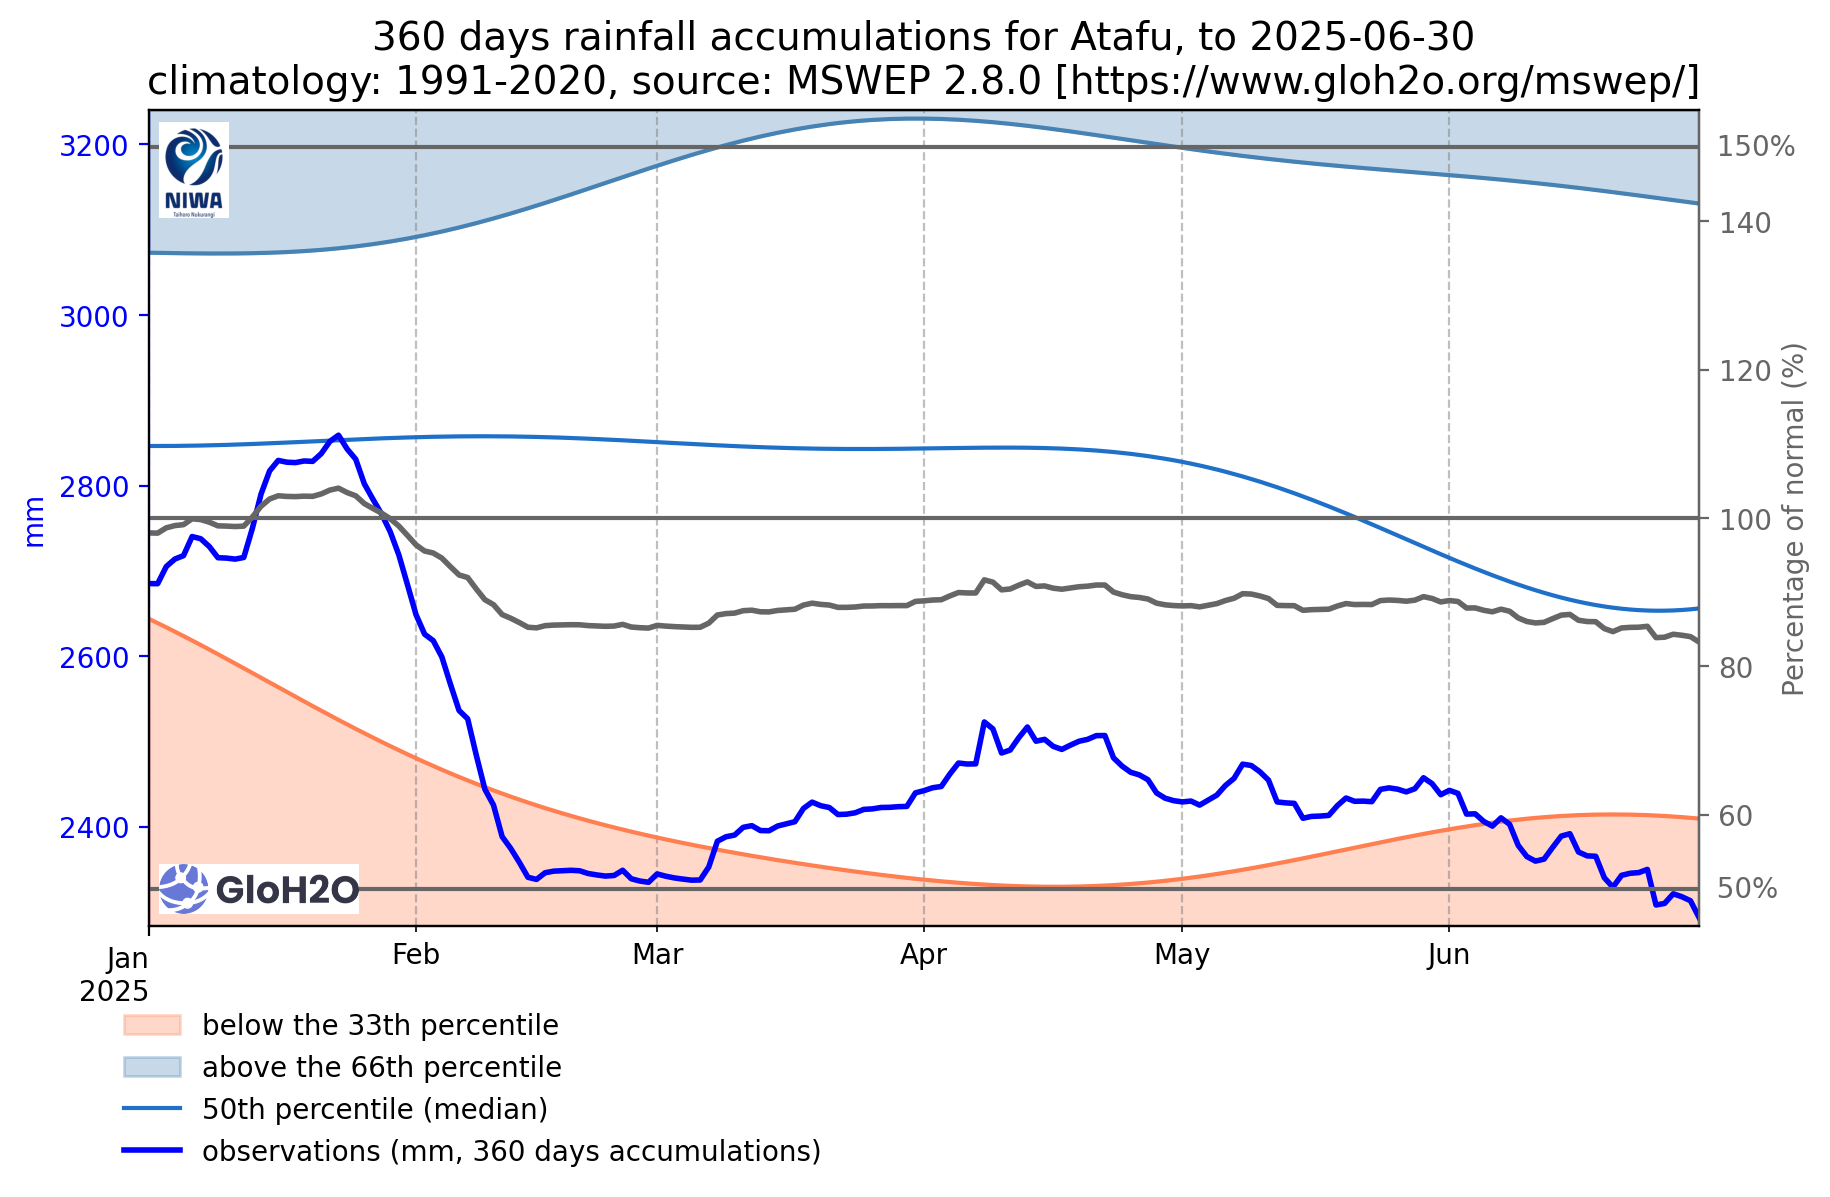 360 days rainfall accumulations for Atafu, to 2025-06-30
climatology: 1991-2020, source: MSWEP 2.8.0 [https://www.gloh2o.org/mswep/]
3200
3000
2800
2600
2400
mm
NIWA
Taihoro Nukurangi
GloH2O
150%
140
120
100
80
60
50%
Percentage of normal (%)
Jan
2025
Feb
Mar
Apr
May
Jun
below the 33th percentile
above the 66th percentile
50th percentile (median)
observations (mm, 360 days accumulations)